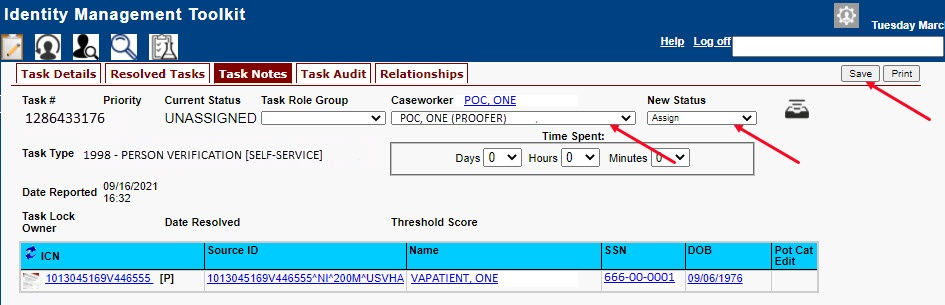 Identity Management Toolkit
Tuesday Marc
Help Log off
Task Details Resolved Tasks Task Notes Task Audit Relationships Save Print
Task # Priority Current Status Task Role Group Caseworker POC, ONE New Status
1286433176 UNASSIGNED POC, ONE (PROOFER) Assign
Time Spent:
Task Type 1998 - PERSON VERIFICATION [SELF-SERVICE] Days 0 Hours 0 Minutes 0
Date Reported 09/16/2021
16:32
Task Lock
Owner Date Resolved Threshold Score
ICN Source ID Name SSN DOB Pot Cat
Edit
1013045169V446555 [P] 1013045169V446555^NI^200M^USVHA VAPATIENT, ONE 666-00-0001 09/06/1976